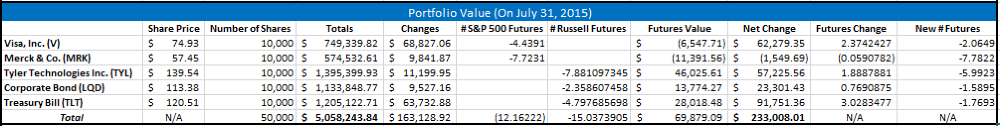 Portfolio Value (On July 31, 2015)
Share Price Number of Shares Totals Changes #S&P 500 Futures #Russell Futures Futures Value Net Change Futures Change New # Futures
Visa, Inc. (V) $ 74.93 10,000 $ 749,339.82 $ 68,827.06 -4.4391 $ (6,547.71) $ 62,279.35 2.3742427 -2.0649
Merck & Co. (MRK) $ 57.45 10,000 $ 574,532.61 $ 9,841.87 -7.7231 $ (11,391.56) $ (1,549.69) (0.0590782) -7.7822
Tyler Technologies Inc. (TYL) $ 139.54 10,000 $ 1,395,399.93 $ 11,199.95 -7.881097345 $ 46,025.61 $ 57,225.56 1.8887881 -5.9923
Corporate Bond (LQD) $ 113.38 10,000 $ 1,133,848.77 $ 9,527.16 -2.358607458 $ 13,774.27 $ 23,301.43 0.7690875 -1.5895
Treasury Bill (TLT) $ 120.51 10,000 $ 1,205,122.71 $ 63,732.88 -4.797685698 $ 28,018.48 $ 91,751.36 3.0283477 -1.7693
Total N/A 50,000 $ 5,058,243.84 $ 163,128.92 (12.16222) -15.0373905 $ 69,879.09 $ 233,008.01 N/A N/A